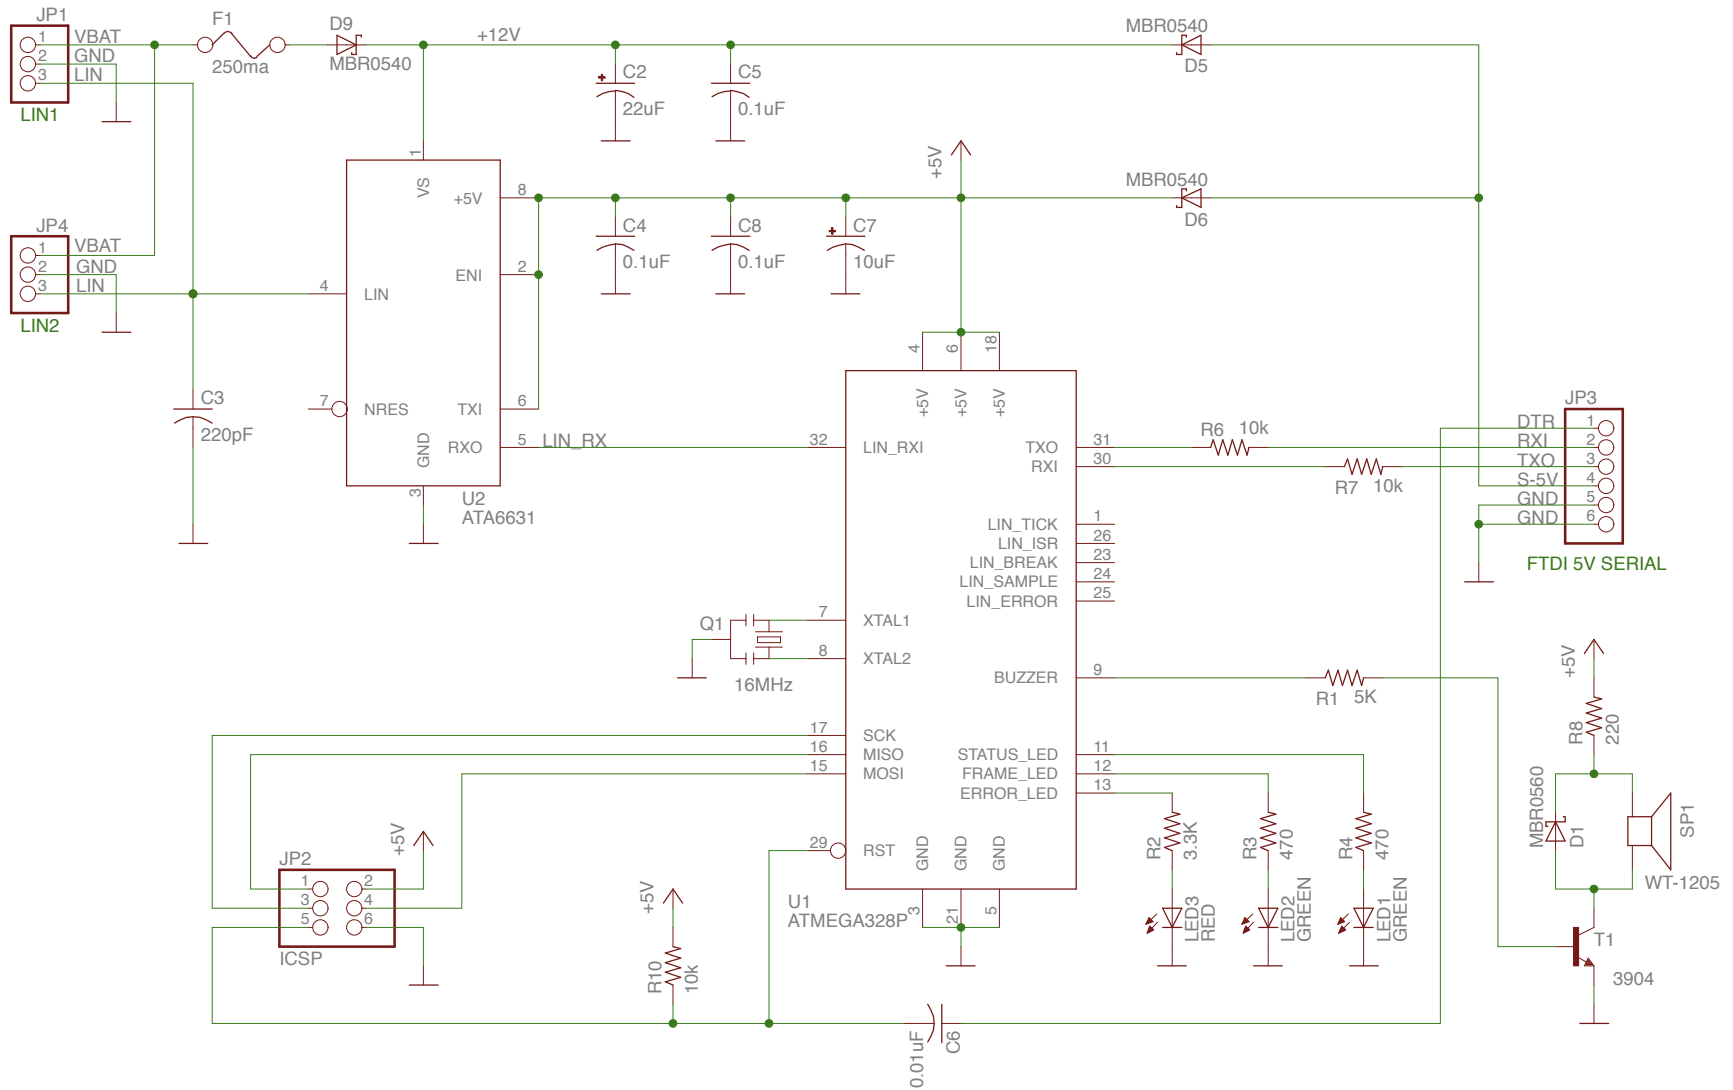 JP1
1 VBAT
2 GND
3 LIN
LIN1
F1
250ma
D9
MBR0540
+12V
C2
22uF
C5
0.1uF
MBR0540
D5
JP4
1 VBAT
2 GND
3 LIN
LIN2
C3
220pF
1
VS
+5V 8
ENI 2
4 LIN
7 NRES
TXI 6
RXO 5 LIN_RX
GND
3
U2
ATA6631
C4
0.1uF
C8
0.1uF
C7
10uF
+5V
MBR0540
D6
4 6 18
+5V +5V +5V
32 LIN_RXI
TXO 31
RXI 30
R6 10k
R7 10k
JP3
DTR 1
RXI 2
TXO 3
S-5V 4
GND 5
GND 6
FTDI 5V SERIAL
LIN_TICK 1
LIN_ISR 26
LIN_BREAK 23
LIN_SAMPLE 24
LIN_ERROR 25
Q1
16MHz
7 XTAL1
8 XTAL2
BUZZER 9
R1 5K
17 SCK
16 MISO
15 MOSI
STATUS_LED 11
FRAME_LED 12
ERROR_LED 13
29 RST
GND GND GND
3 21 5
U1
ATMEGA328P
R2
3.3K
R3
470
R4
470
LED3
RED
LED2
GREEN
LED1
GREEN
+5V
R8
220
MBR0560
D1
SP1
WT-1205
T1
3904
+5V
JP2
1 2
3 4
5 6
ICSP
+5V
R10
10k
0.01uF
C6